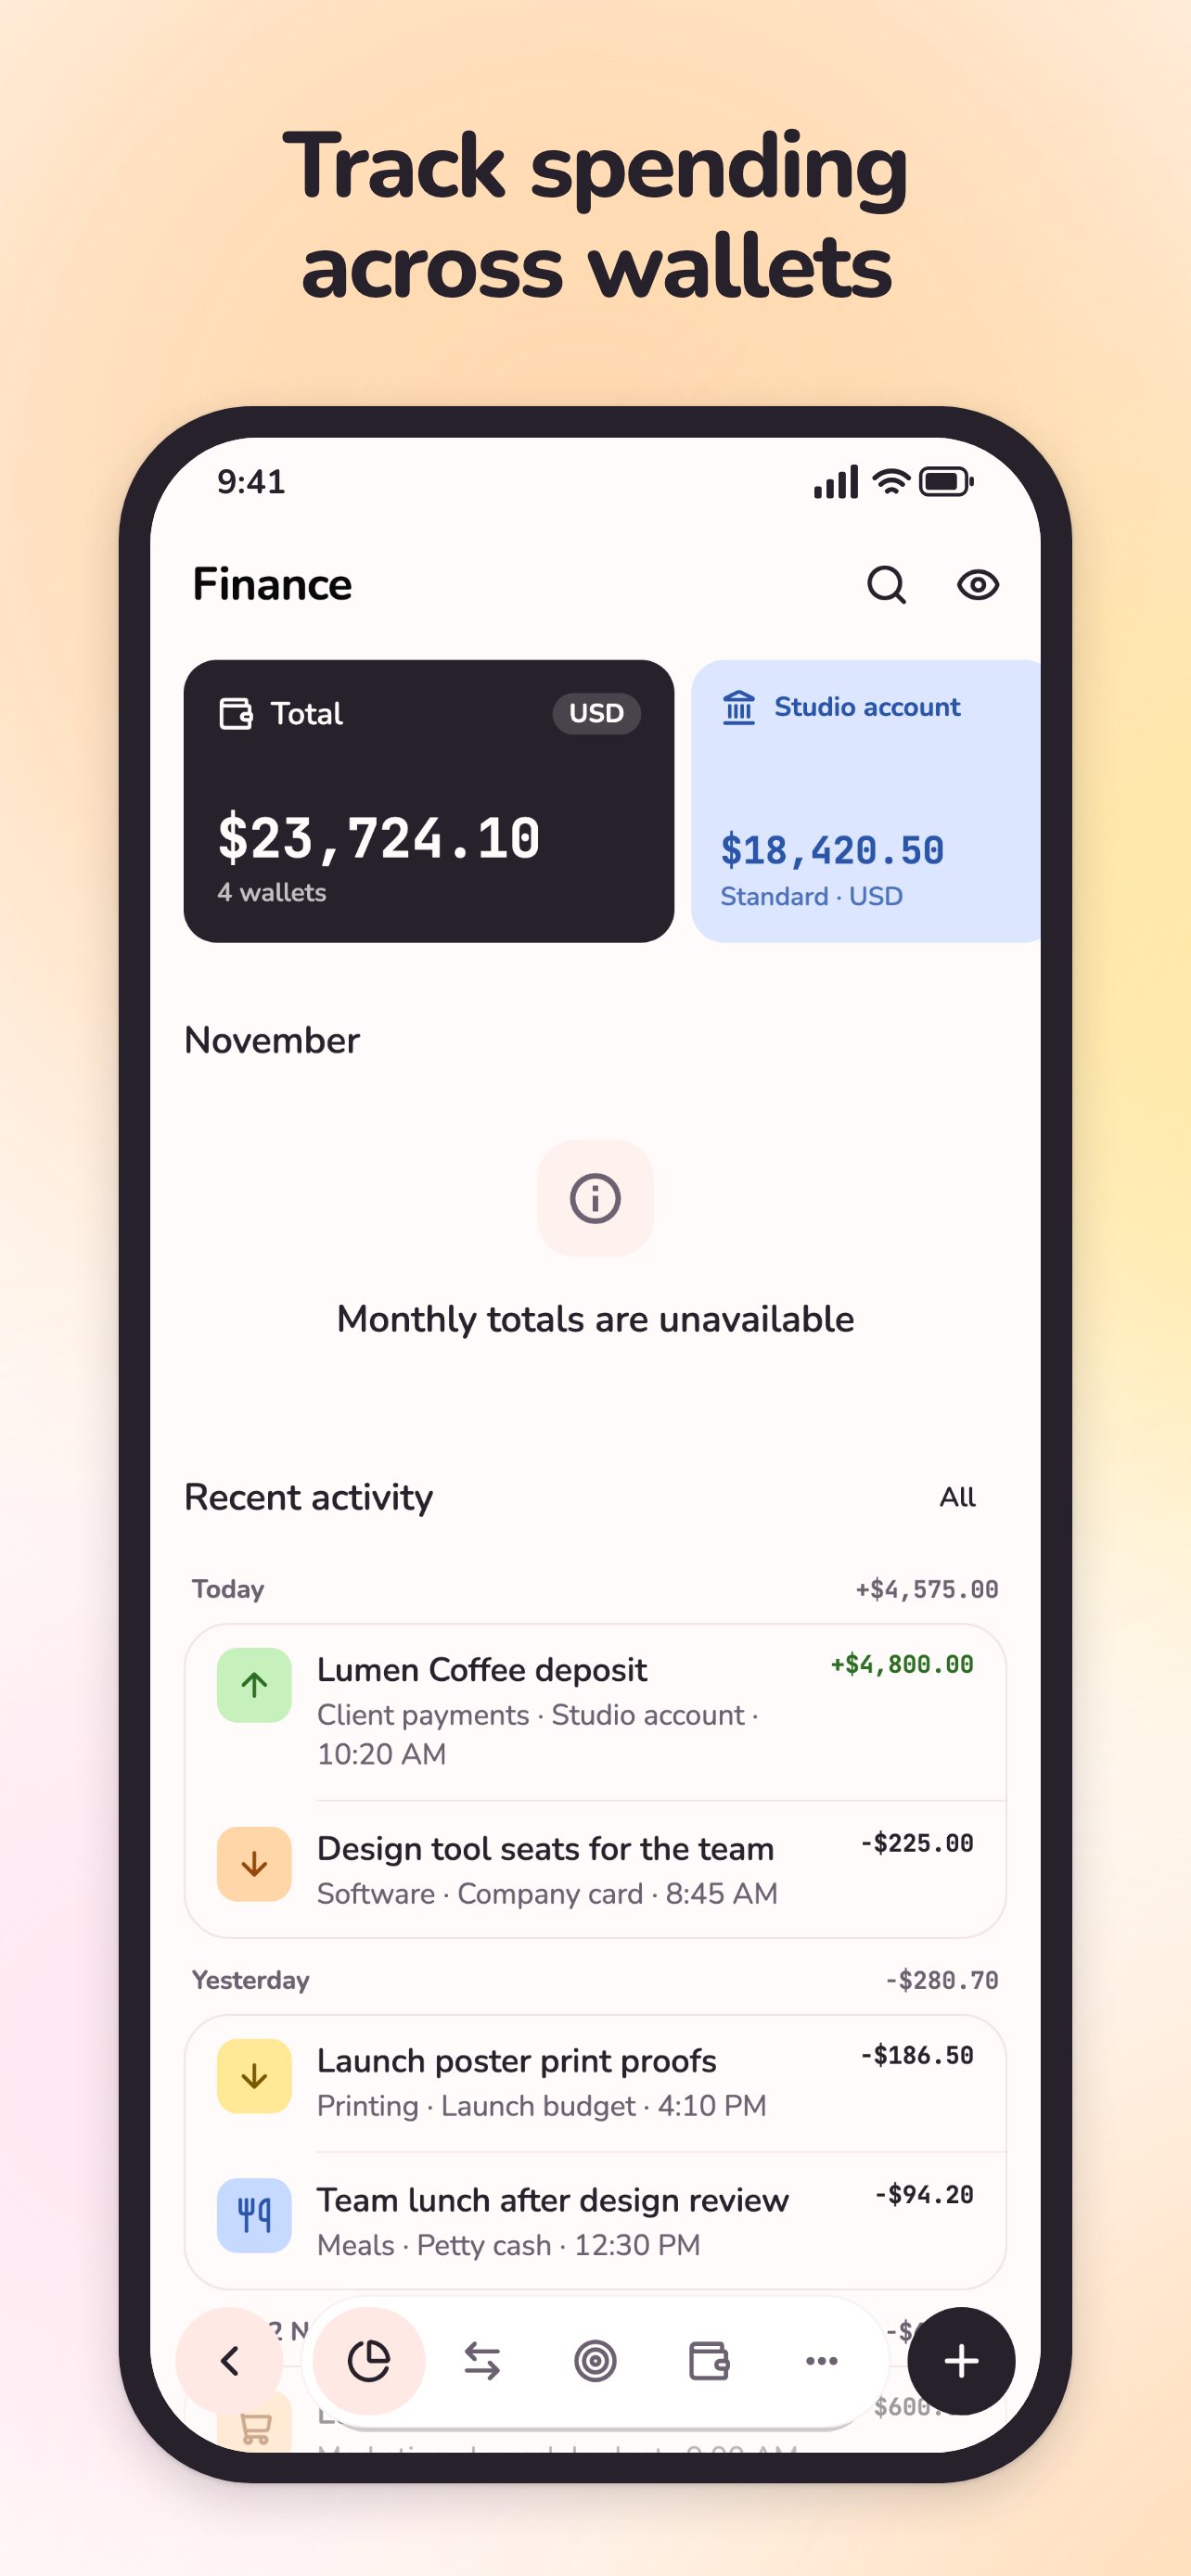 Track spending
across wallets
9:41
Finance
Total
USD
$23,724.10
4 wallets
Studio account
$18,420.50
Standard · USD
November
Monthly totals are unavailable
Recent activity
All
Today
+$4,575.00
Lumen Coffee deposit
+$4,800.00
Client payments · Studio account ·
10:20 AM
Design tool seats for the team
-$225.00
Software · Company card · 8:45 AM
Yesterday
-$280.70
Launch poster print proofs
-$186.50
Printing · Launch budget · 4:10 PM
Team lunch after design review
-$94.20
Meals · Petty cash · 12:30 PM